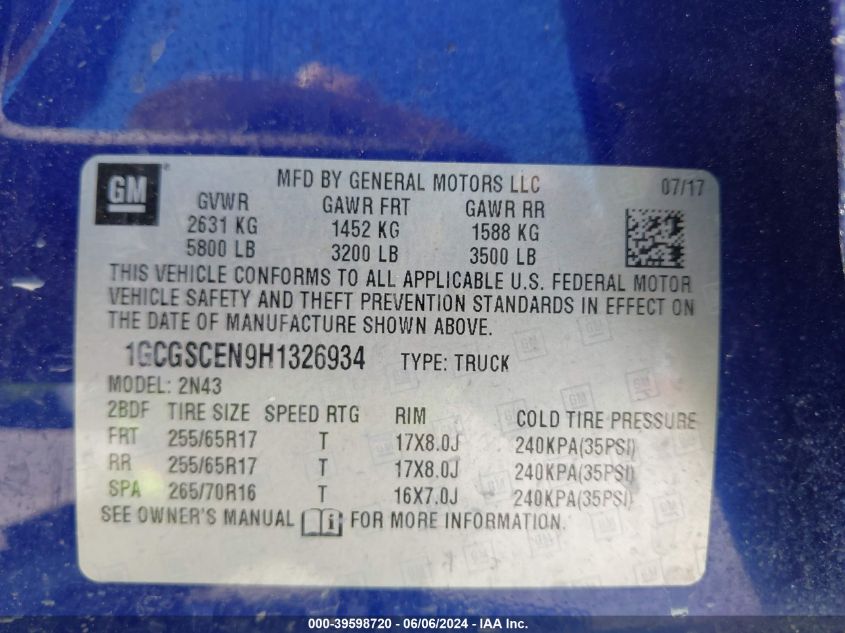 GM
MFD BY GENERAL MOTORS LLC 07/17
GVWR GAWR FRT GAWR RR
2631 KG 1452 KG 1588 KG
5800 LB 3200 LB 3500 LB
THIS VEHICLE CONFORMS TO ALL APPLICABLE U.S. FEDERAL MOTOR
VEHICLE SAFETY AND THEFT PREVENTION STANDARDS IN EFFECT ON
THE DATE OF MANUFACTURE SHOWN ABOVE.
1GCGSCEN9H1326934 TYPE: TRUCK
MODEL: 2N43
2BDF TIRE SIZE SPEED RTG RIM COLD TIRE PRESSURE
FRT 255/65R17 T 17X8.0J 240KPA(35PSI)
RR 255/65R17 T 17X8.0J 240KPA(35PSI)
SPA 265/70R16 T 16X7.0J 240KPA(35PSI)
SEE OWNER'S MANUAL i FOR MORE INFORMATION.
000-39598720 - 06/06/2024 - IAA Inc.